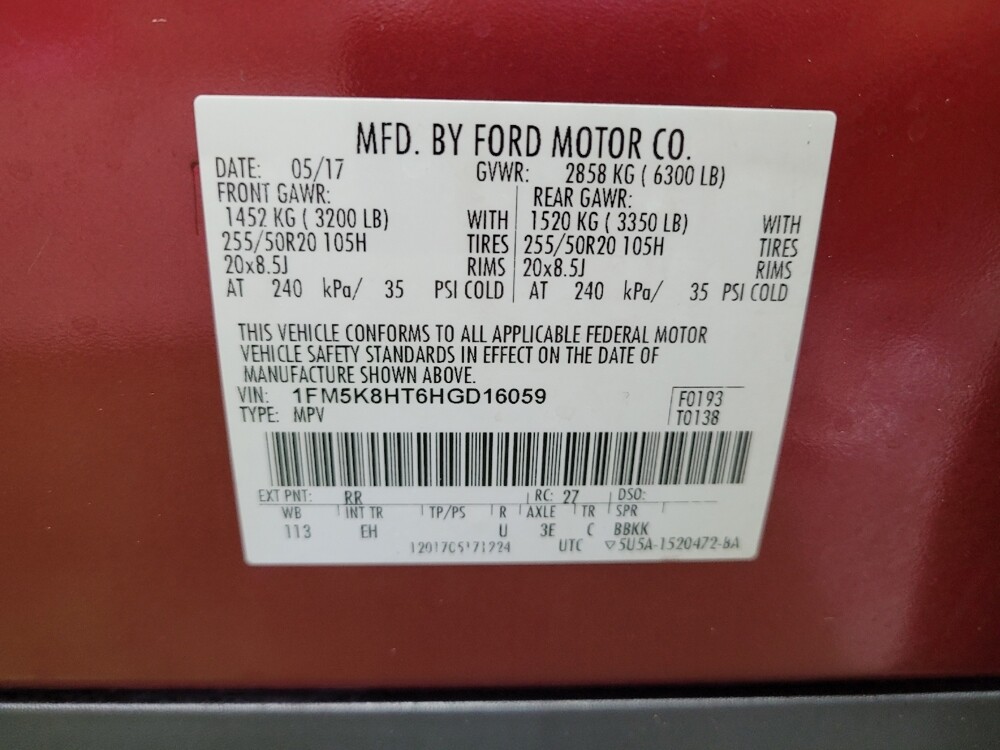 MFD. BY FORD MOTOR CO.
DATE: 05/17 GVWR: 2858 KG ( 6300 LB)
FRONT GAWR: REAR GAWR:
1452 KG ( 3200 LB) WITH 1520 KG ( 3350 LB) WITH
255/50R20 105H TIRES 255/50R20 105H TIRES
20x8.5J RIMS 20x8.5J RIMS
AT 240 kPa/ 35 PSI COLD AT 240 kPa/ 35 PSI COLD
THIS VEHICLE CONFORMS TO ALL APPLICABLE FEDERAL MOTOR
VEHICLE SAFETY STANDARDS IN EFFECT ON THE DATE OF
MANUFACTURE SHOWN ABOVE.
VIN: 1FM5K8HT6HGD16059 F0193
TYPE: MPV T0138
EXT PNT: RR RC: 27 DSO:
WB INT TR TP/PS R AXLE TR SPR
113 EH U 3E C BBKK
UTC ▽5U5A-1520472-BA